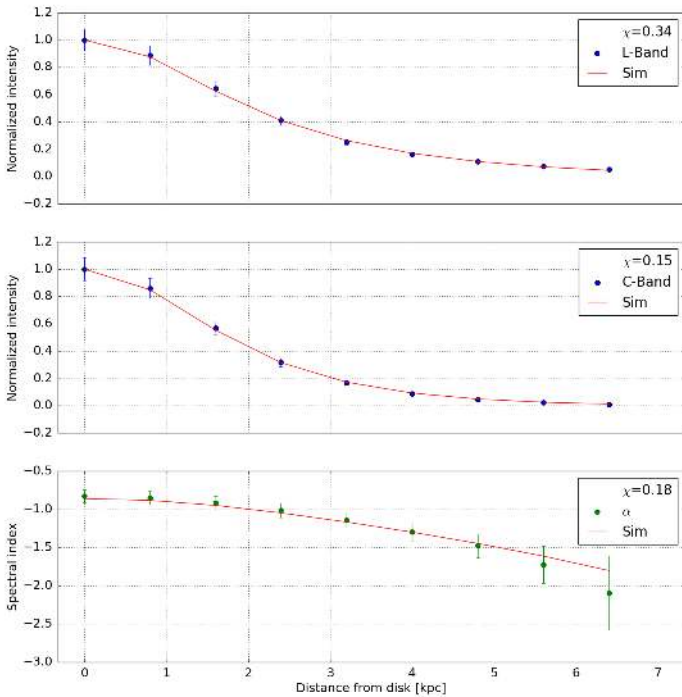 1.2
1.0
0.8
0.6
0.4
0.2
0.0
−0.2
Normalized intensity
χ=0.34
L-Band
Sim
1.2
1.0
0.8
0.6
0.4
0.2
0.0
−0.2
Normalized intensity
χ=0.15
C-Band
Sim
−0.5
−1.0
−1.5
−2.0
−2.5
−3.0
Spectral index
χ=0.18
α
Sim
0 1 2 3 4 5 6 7
Distance from disk [kpc]